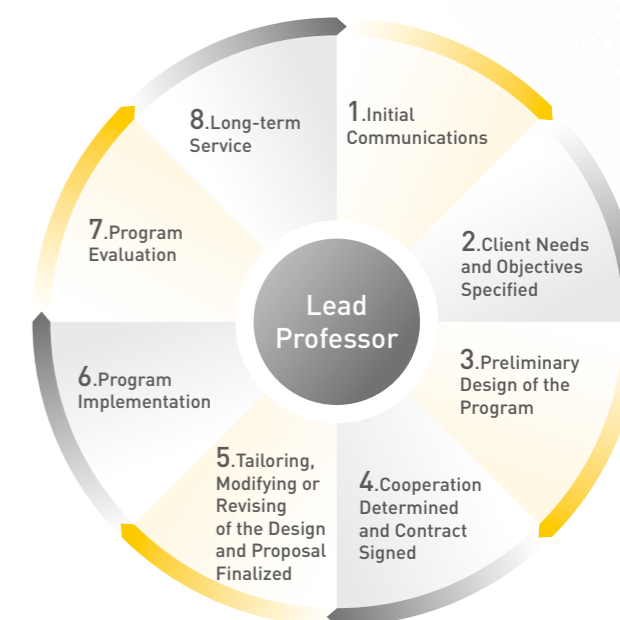 1.Initial
Communications
2.Client Needs
and Objectives
Specified
3.Preliminary
Design of the
Program
4.Cooperation
Determined
and Contract
Signed
5.Tailoring,
Modifying or
Revising
of the Design
and Proposal
Finalized
6.Program
Implementation
7.Program
Evaluation
8.Long-term
Service
Lead
Professor